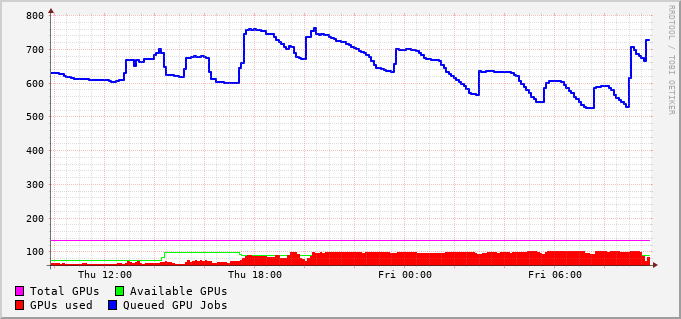 800
700
600
500
400
300
200
100
Thu 12:00 Thu 18:00 Fri 00:00 Fri 06:00
Total GPUs Available GPUs
GPUs used Queued GPU Jobs
RRDTOOL / TOBI OETIKER